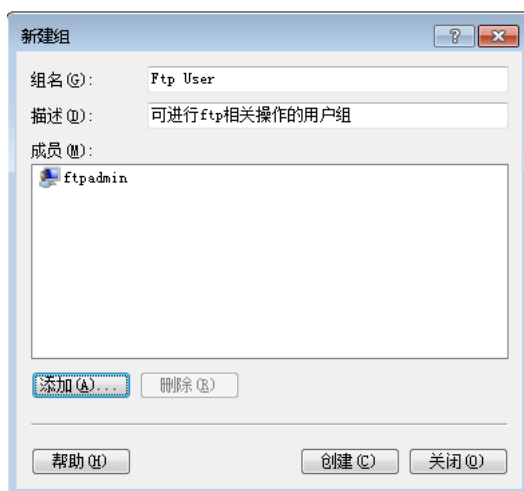 新建组
组名(G): Ftp User
描述(D): 可进行ftp相关操作的用户组
成员(M):
ftpadmin
添加(A)... 删除(R)
帮助(H) 创建(C) 关闭(O)